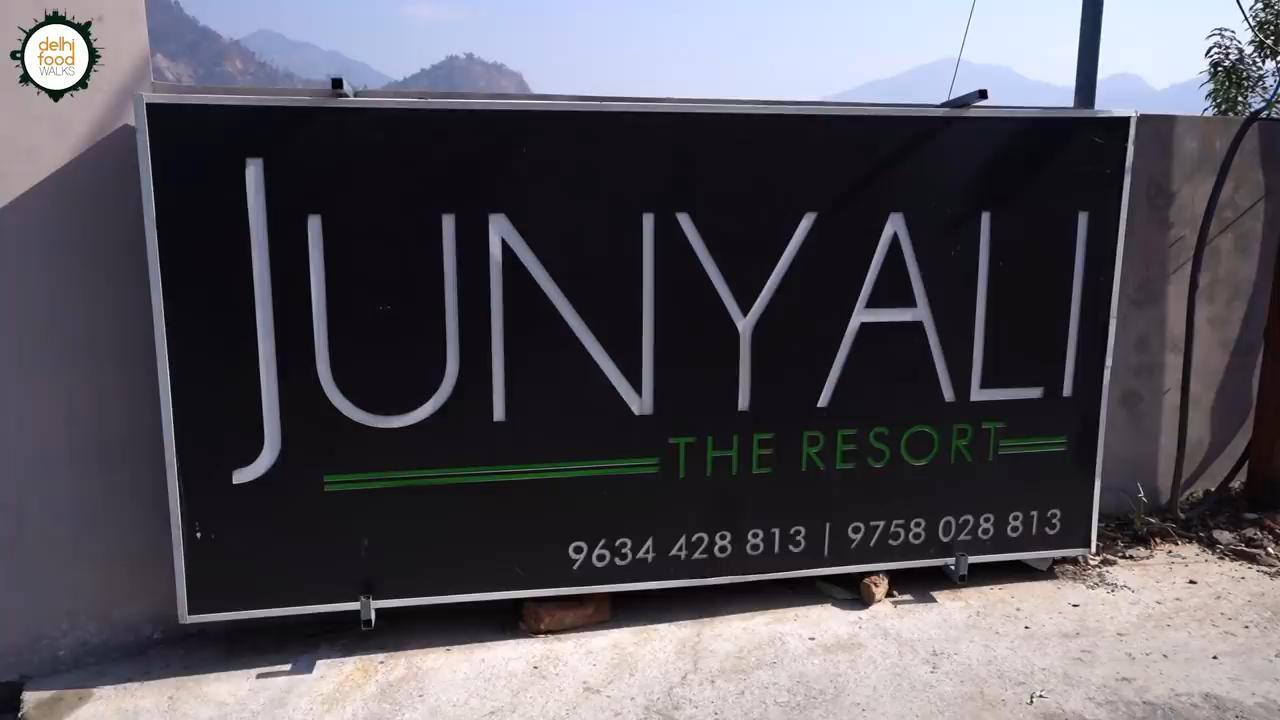 delhi
food
WALKS
JUNYALI
THE RESORT
9634 428 813 | 9758 028 813